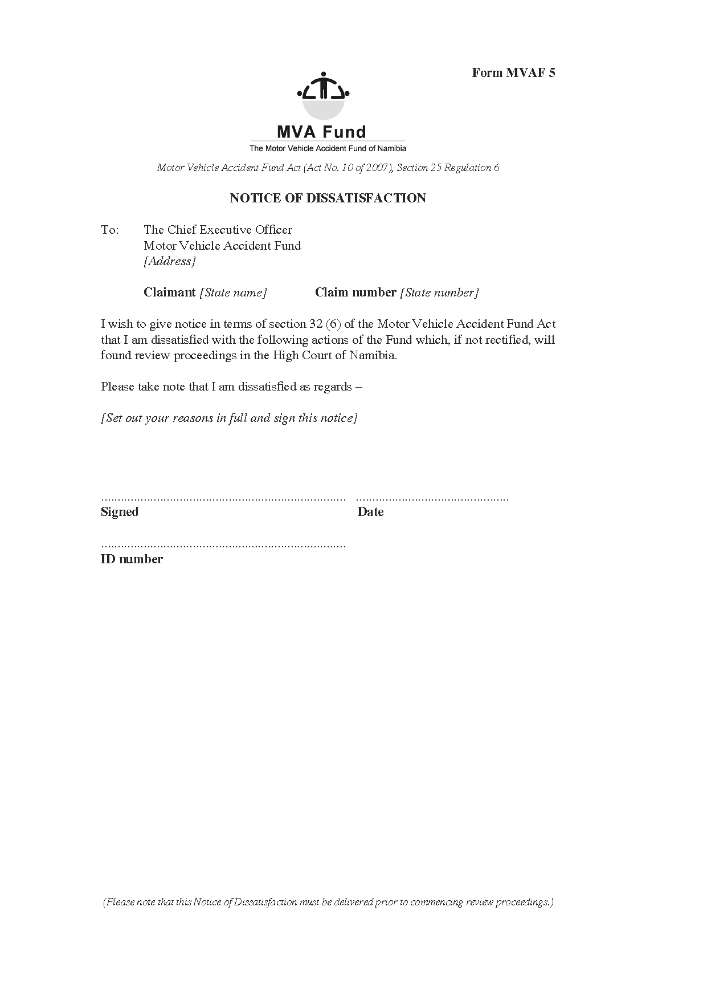 Form MVAF 5
MVA Fund
The Motor Vehicle Accident Fund of Namibia
Motor Vehicle Accident Fund Act (Act No. 10 of 2007), Section 25 Regulation 6
NOTICE OF DISSATISFACTION
To: The Chief Executive Officer
Motor Vehicle Accident Fund
[Address]
Claimant [State name] Claim number [State number]
I wish to give notice in terms of section 32 (6) of the Motor Vehicle Accident Fund Act
that I am dissatisfied with the following actions of the Fund which, if not rectified, will
found review proceedings in the High Court of Namibia.
Please take note that I am dissatisfied as regards –
[Set out your reasons in full and sign this notice]
........................................................................... ...............................................
Signed Date
...........................................................................
ID number
(Please note that this Notice of Dissatisfaction must be delivered prior to commencing review proceedings.)